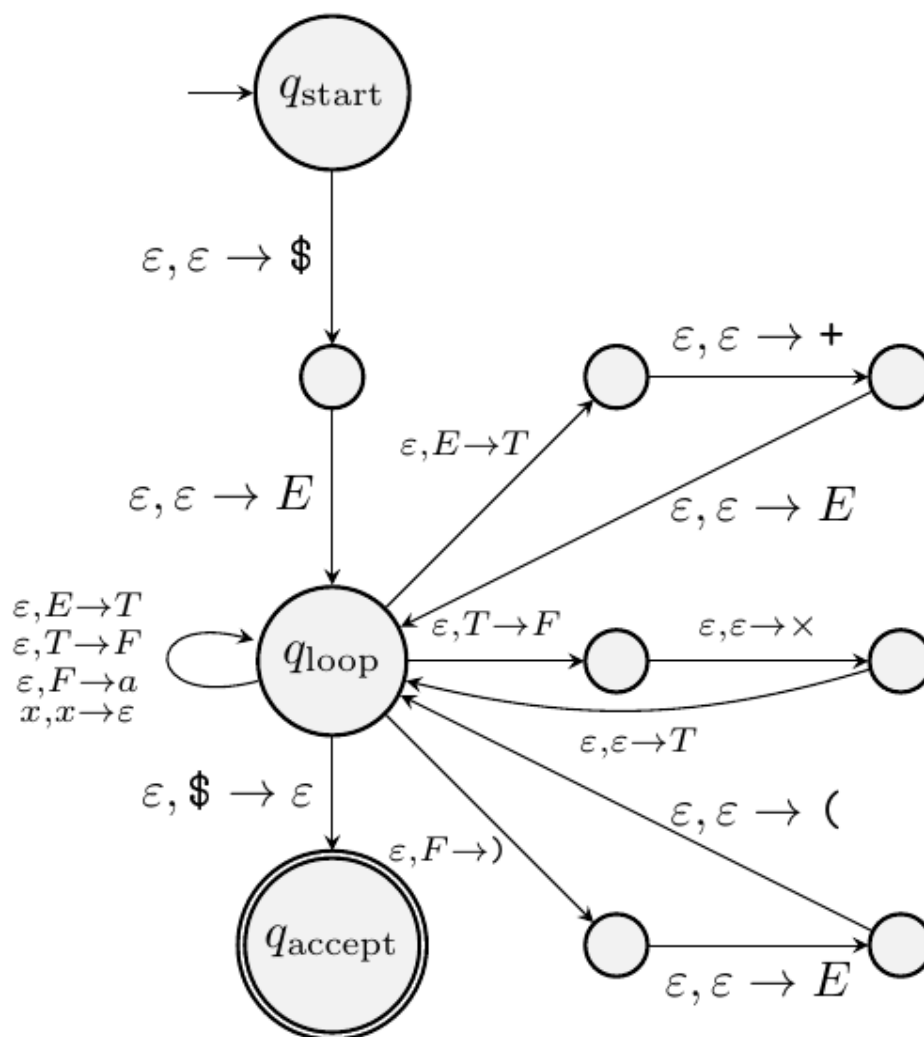 q_start
ε, ε → $
ε, ε → +
ε, E → T
ε, ε → E
ε, ε → E
ε, E → T
ε, T → F
ε, F → a
x, x → ε
q_loop
ε, T → F
ε, ε → ×
ε, ε → T
ε, $ → ε
ε, ε → (
ε, F → )
q_accept
ε, ε → E